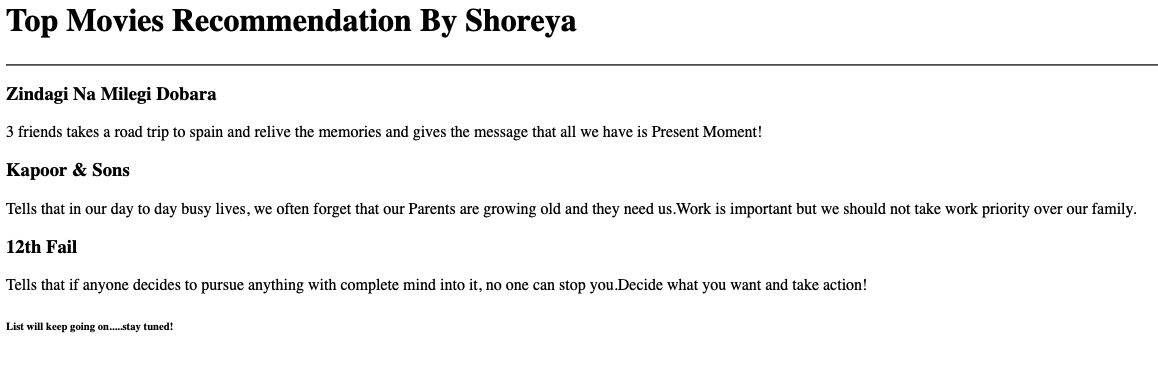 Top Movies Recommendation By Shoreya
Zindagi Na Milegi Dobara
3 friends takes a road trip to spain and relive the memories and gives the message that all we have is Present Moment!
Kapoor & Sons
Tells that in our day to day busy lives, we often forget that our Parents are growing old and they need us.Work is important but we should not take work priority over our family.
12th Fail
Tells that if anyone decides to pursue anything with complete mind into it, no one can stop you.Decide what you want and take action!
List will keep going on.....stay tuned!